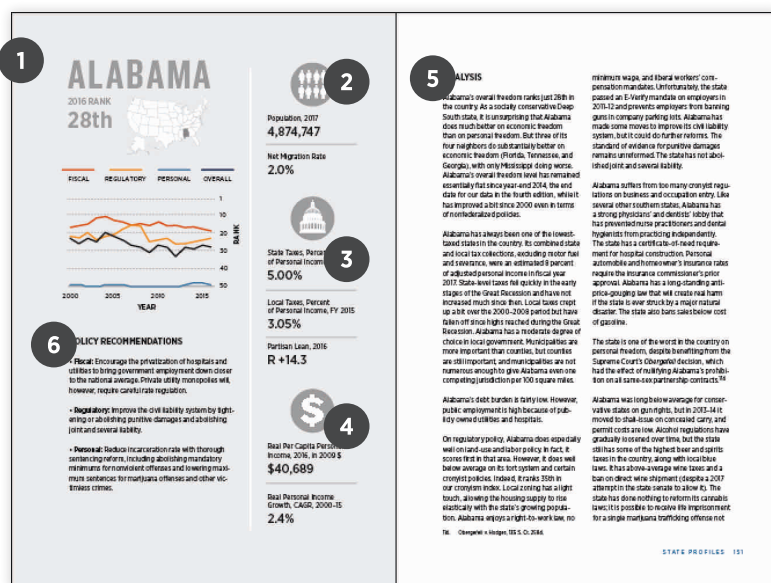 1
ALABAMA
2016 RANK
28th
FISCAL REGULATORY PERSONAL OVERALL
1
10
20
30
40
50
RANK
2000 2005 2010 2015
YEAR
6
POLICY RECOMMENDATIONS
• Fiscal: Encourage the privatization of hospitals and
utilities to bring government employment down closer
to the national average. Private utility monopolies will,
however, require careful rate regulation.
• Regulatory: Improve the civil liability system by tight-
ening or abolishing punitive damages and abolishing
joint and several liability.
• Personal: Reduce incarceration rate with thorough
sentencing reform, including abolishing mandatory
minimums for nonviolent offenses and lowering maxi-
mum sentences for marijuana offenses and other vic-
timless crimes.
2
Population, 2017
4,874,747
Net Migration Rate
2.0%
3
State Taxes, Percent
of Personal Income
5.00%
Local Taxes, Percent
of Personal Income, FY 2015
3.05%
Partisan Lean, 2016
R +14.3
4
$
Real Per Capita Personal
Income, 2016, in 2009 $
$40,689
Real Personal Income
Growth, CAGR, 2000–15
2.4%
5
ANALYSIS
Alabama's overall freedom ranks just 28th in
the country. As a socially conservative Deep
South state, it is unsurprising that Alabama
does much better on economic freedom
than on personal freedom. But three of its
four neighbors do substantially better on
economic freedom (Florida, Tennessee, and
Georgia), with only Mississippi doing worse.
Alabama's overall freedom level has remained
essentially flat since year-end 2014, the end
date for our data in the fourth edition, while it
has improved a bit since 2000 even in terms
of nonfederalized policies.
Alabama has always been one of the lowest-
taxed states in the country. Its combined state
and local tax collections, excluding motor fuel
and severance, were an estimated 8 percent
of adjusted personal income in fiscal year
2017. State-level taxes fell quickly in the early
stages of the Great Recession and have not
increased much since then. Local taxes crept
up a bit over the 2000–2008 period but have
fallen off since highs reached during the Great
Recession. Alabama has a moderate degree of
choice in local government. Municipalities are
more important than counties, but counties
are still important, and municipalities are not
numerous enough to give Alabama even one
competing jurisdiction per 100 square miles.
Alabama's debt burden is fairly low. However,
public employment is high because of pub-
licly owned utilities and hospitals.
On regulatory policy, Alabama does especially
well on land-use and labor policy. In fact, it
scores first in that area. However, it does well
below average on its tort system and certain
cronyist policies. Indeed, it ranks 35th in
our cronyism index. Local zoning has a light
touch, allowing the housing supply to rise
elastically with the state's growing popula-
tion. Alabama enjoys a right-to-work law, no
minimum wage, and liberal workers' com-
pensation mandates. Unfortunately, the state
passed an E-Verify mandate on employers in
2011–12 and prevents employers from banning
guns in company parking lots. Alabama has
made some moves to improve its civil liability
system, but it could do further reforms. The
standard of evidence for punitive damages
remains unreformed. The state has not abol-
ished joint and several liability.
Alabama suffers from too many cronyist regu-
lations on business and occupation entry. Like
several other southern states, Alabama has
a strong physicians' and dentists' lobby that
has prevented nurse practitioners and dental
hygienists from practicing independently.
The state has a certificate-of-need require-
ment for hospital construction. Personal
automobile and homeowner's insurance rates
require the insurance commissioner's prior
approval. Alabama has a long-standing anti–
price-gouging law that will create real harm
if the state is ever struck by a major natural
disaster. The state also bans sales below cost
of gasoline.
The state is one of the worst in the country on
personal freedom, despite benefiting from the
Supreme Court's Obergefell decision, which
had the effect of nullifying Alabama's prohibi-
tion on all same-sex partnership contracts.116
Alabama was long below average for conser-
vative states on gun rights, but in 2013–14 it
moved to shall-issue on concealed carry, and
permit costs are low. Alcohol regulations have
gradually loosened over time, but the state
still has some of the highest beer and spirits
taxes in the country, along with local blue
laws. It has above-average wine taxes and a
ban on direct wine shipment (despite a 2017
attempt in the state senate to allow it). The
state has done nothing to reform its cannabis
laws; it is possible to receive life imprisonment
for a single marijuana trafficking offense not
116. Obergefell v. Hodges, 135 S. Ct. 2584.
STATE PROFILES 151